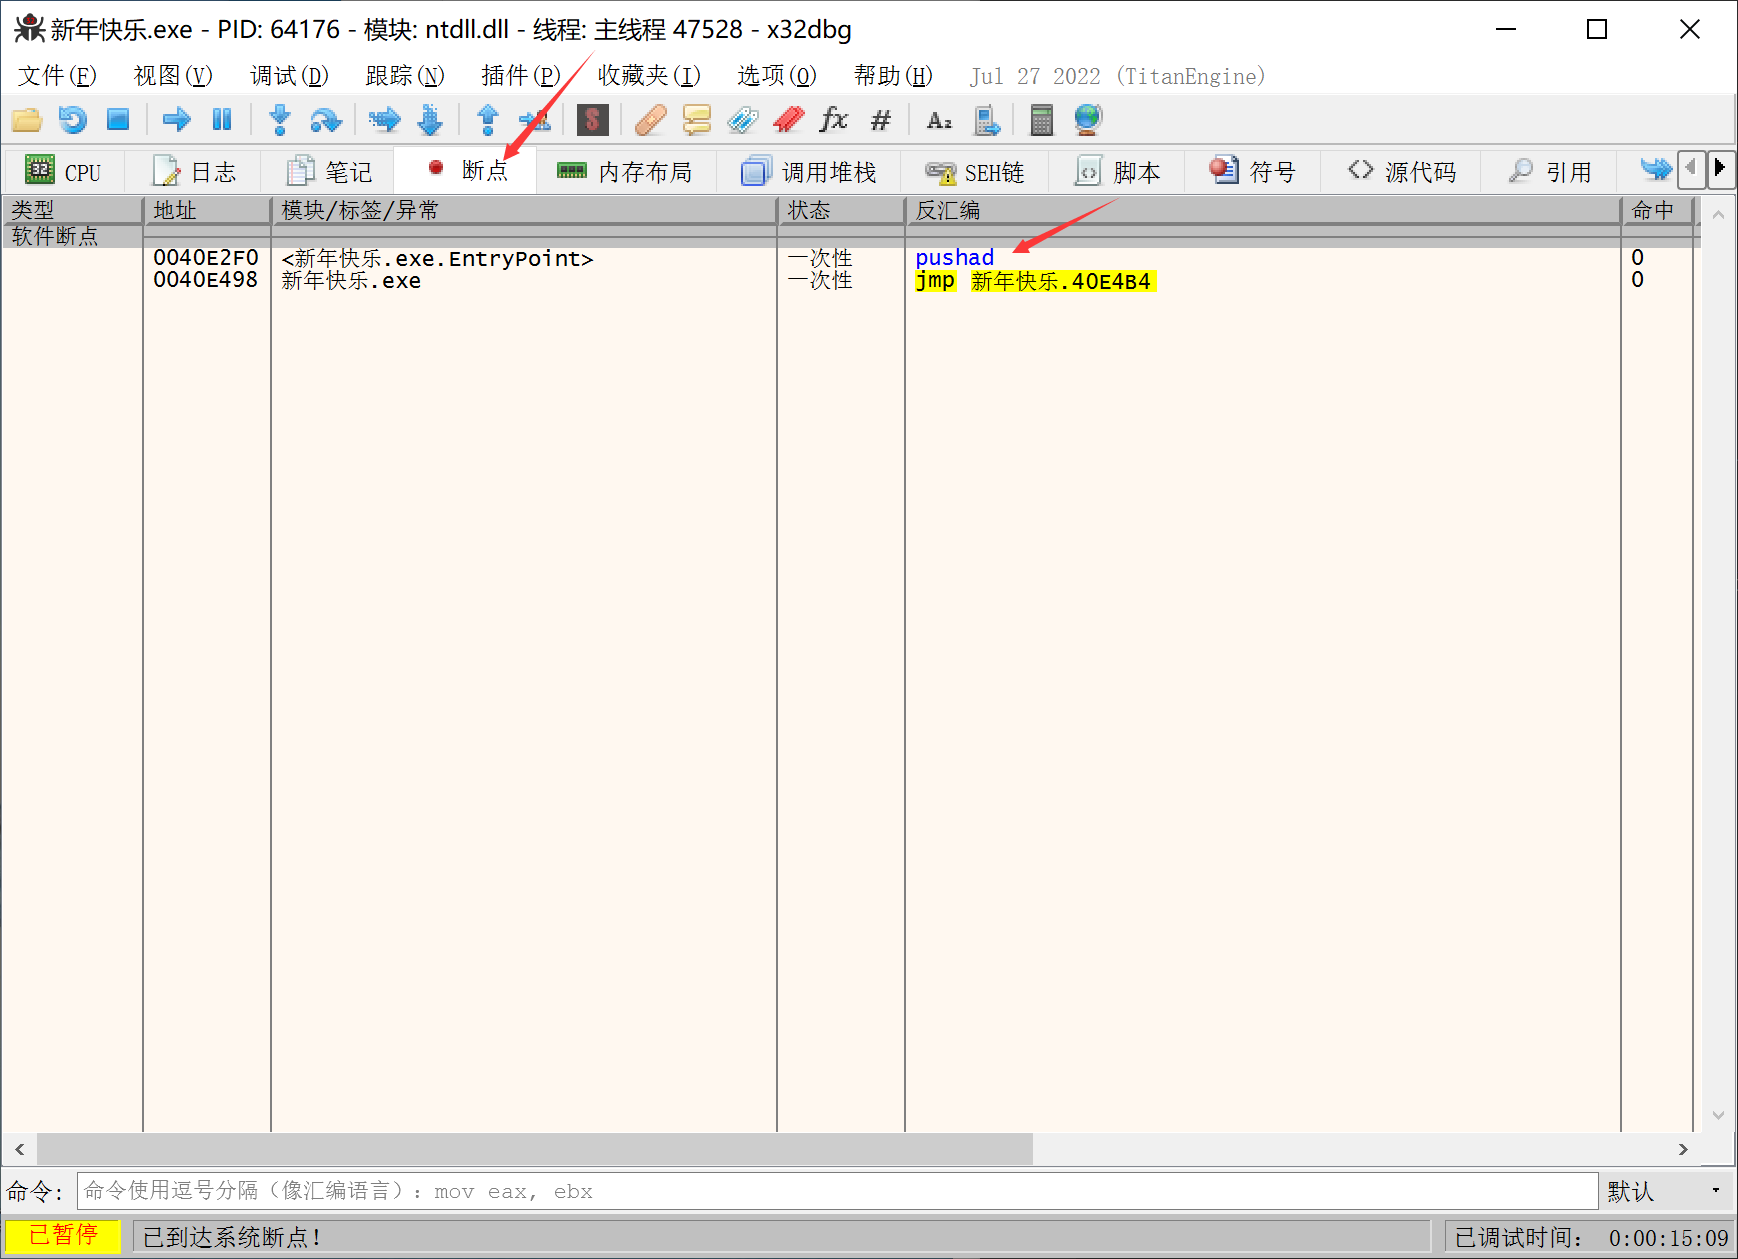 新年快乐.exe - PID: 64176 - 模块: ntdll.dll - 线程: 主线程 47528 - x32dbg
文件(F) 视图(V) 调试(D) 跟踪(N) 插件(P) 收藏夹(I) 选项(O) 帮助(H) Jul 27 2022 (TitanEngine)
CPU 日志 笔记 断点 内存布局 调用堆栈 SEH链 脚本 符号 源代码 引用
类型 地址 模块/标签/异常 状态 反汇编 命中
软件断点
0040E2F0 <新年快乐.exe.EntryPoint> 一次性 pushad 0
0040E498 新年快乐.exe 一次性 jmp 新年快乐.40E4B4 0
命令: 命令使用逗号分隔（像汇编语言）：mov eax, ebx 默认
已暂停 已到达系统断点! 已调试时间: 0:00:15:09